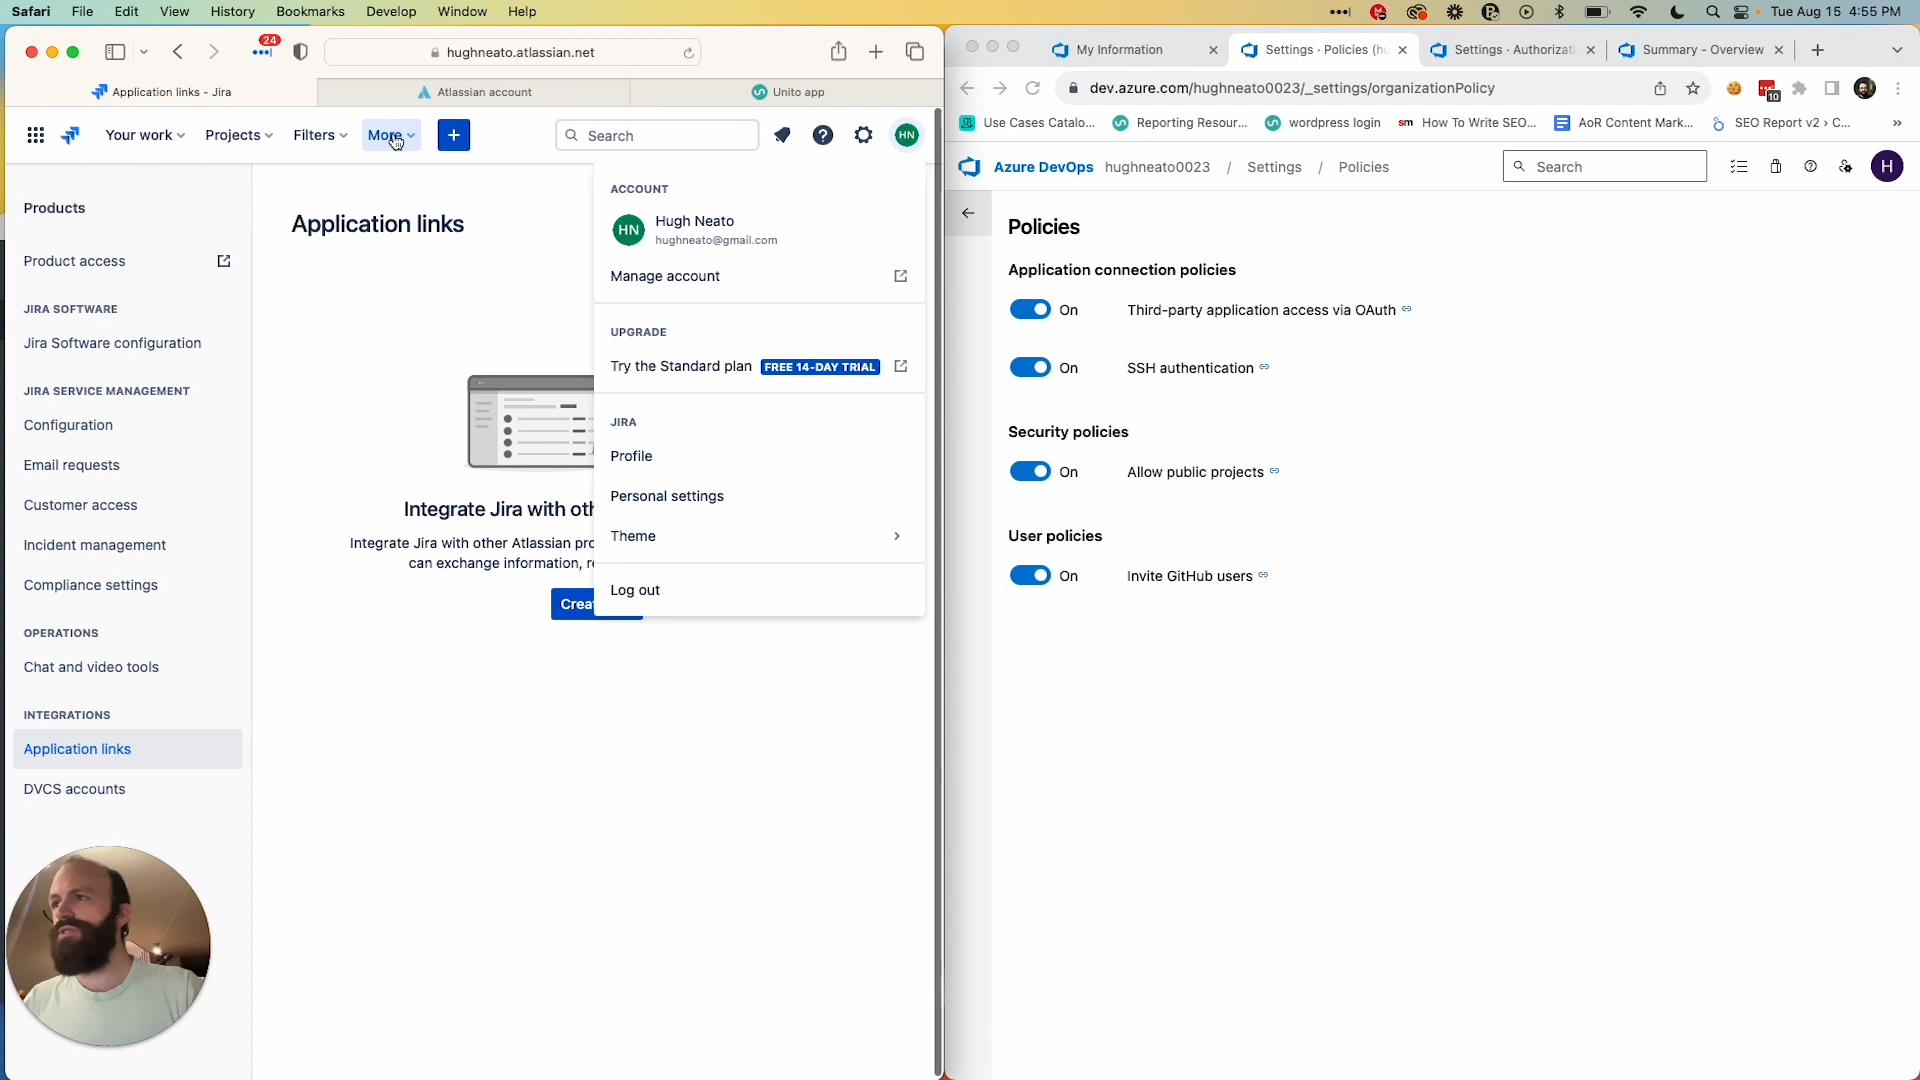 Safari File Edit View History Bookmarks Develop Window Help
Tue Aug 15 4:55 PM
24
hughneato.atlassian.net
Application links - Jira
Atlassian account
Unito app
Your work
Projects
Filters
More
+
Search
HN
Products
Product access
JIRA SOFTWARE
Jira Software configuration
JIRA SERVICE MANAGEMENT
Configuration
Email requests
Customer access
Incident management
Compliance settings
OPERATIONS
Chat and video tools
INTEGRATIONS
Application links
DVCS accounts
Application links
Integrate Jira with oth
Integrate Jira with other Atlassian pro
can exchange information, r
Crea
ACCOUNT
HN
Hugh Neato
hughneato@gmail.com
Manage account
UPGRADE
Try the Standard plan FREE 14-DAY TRIAL
JIRA
Profile
Personal settings
Theme
Log out
My Information
Settings · Policies (hu
Settings · Authorizati
Summary - Overview
dev.azure.com/hughneato0023/_settings/organizationPolicy
10
Use Cases Catalo...
Reporting Resour...
wordpress login
sm How To Write SEO...
AoR Content Mark...
SEO Report v2 › C...
»
Azure DevOps hughneato0023 / Settings / Policies
Search
H
Policies
Application connection policies
On Third-party application access via OAuth
On SSH authentication
Security policies
On Allow public projects
User policies
On Invite GitHub users